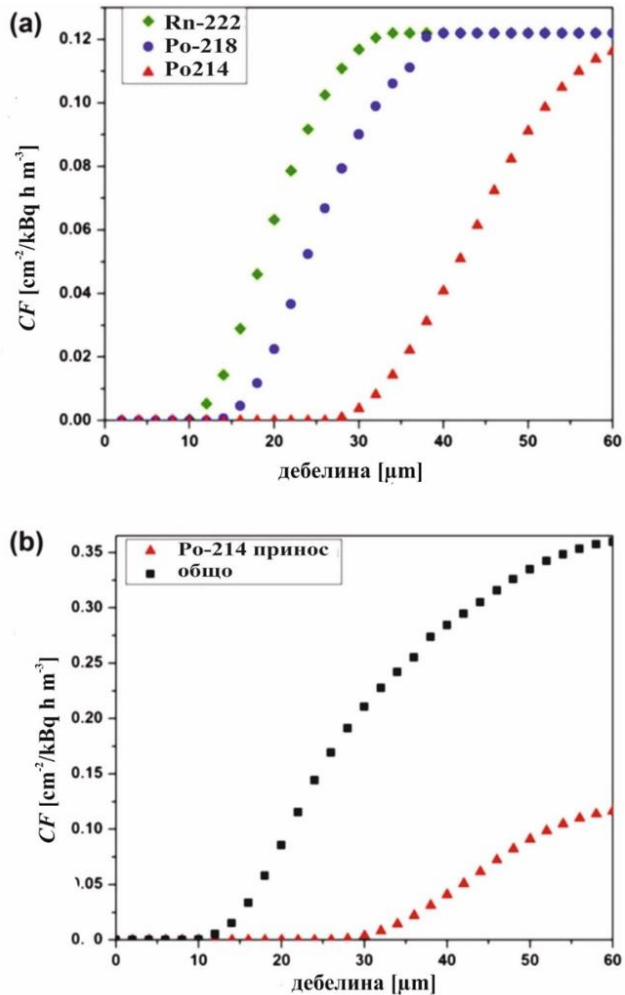 (a)
Rn-222
Po-218
Po214
0.12
0.10
0.08
0.06
0.04
0.02
0.00
CF [cm⁻²/kBq h m⁻³]
0 10 20 30 40 50 60
дебелина [µm]
(b)
Po-214 принос
общо
0.35
0.30
0.25
0.20
0.15
0.10
0.05
0. 0
CF [cm⁻²/kBq h m⁻³]
0 10 20 30 40 50 60
дебелина [µm]